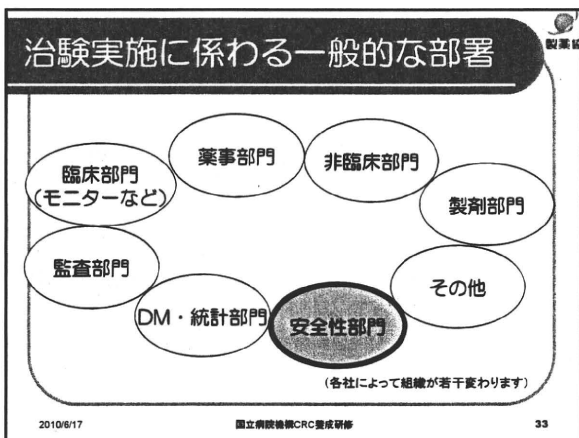 治験実施に係わる一般的な部署
製薬協
薬事部門
非臨床部門
臨床部門
(モニターなど)
製剤部門
監査部門
その他
DM・統計部門
安全性部門
(各社によって組織が若干変わります)
2010/6/17
国立病院機構CRC養成研修
33